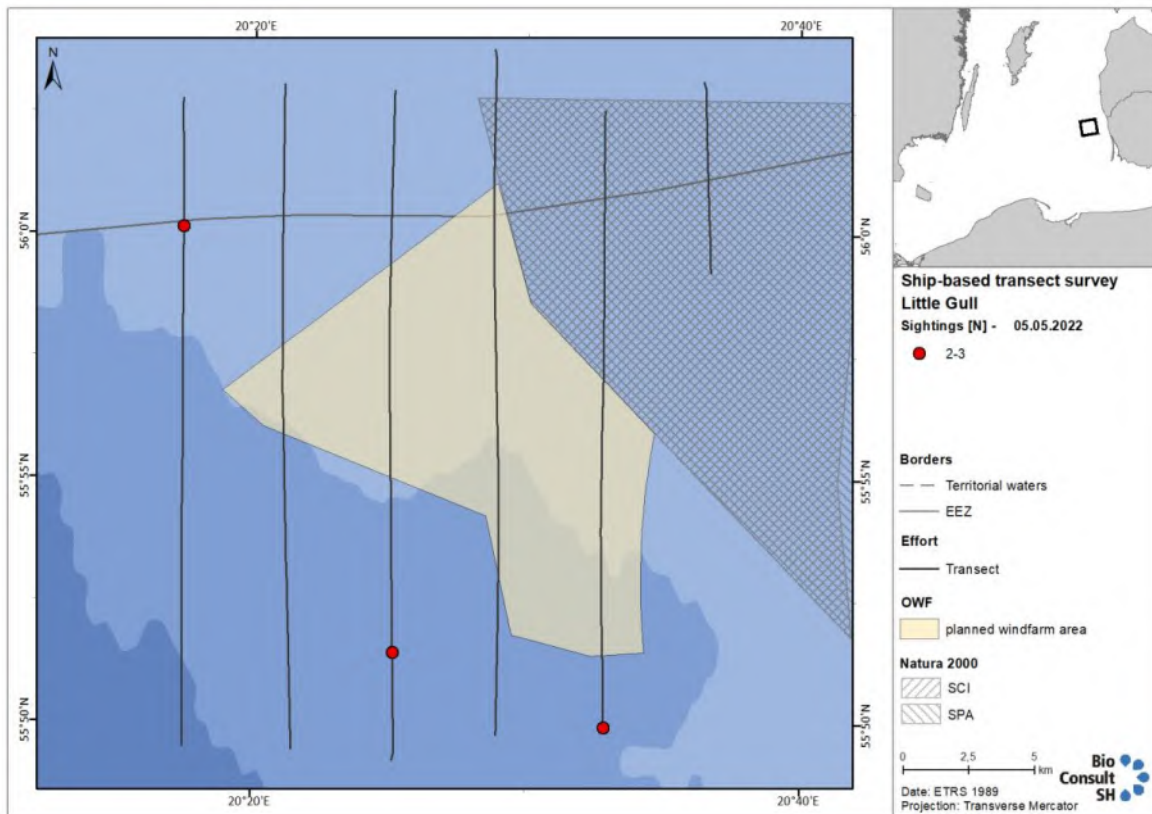 20°20'E
20°40'E
N
56°0'N
56°0'N
55°55'N
55°55'N
55°50'N
55°50'N
20°20'E
20°40'E
Ship-based transect survey
Little Gull
Sightings [N] - 05.05.2022
2-3
Borders
Territorial waters
EEZ
Effort
Transect
OWF
planned windfarm area
Natura 2000
SCI
SPA
0 2,5 5
km
Date: ETRS 1989
Projection: Transverse Mercator
Bio
Consult
SH